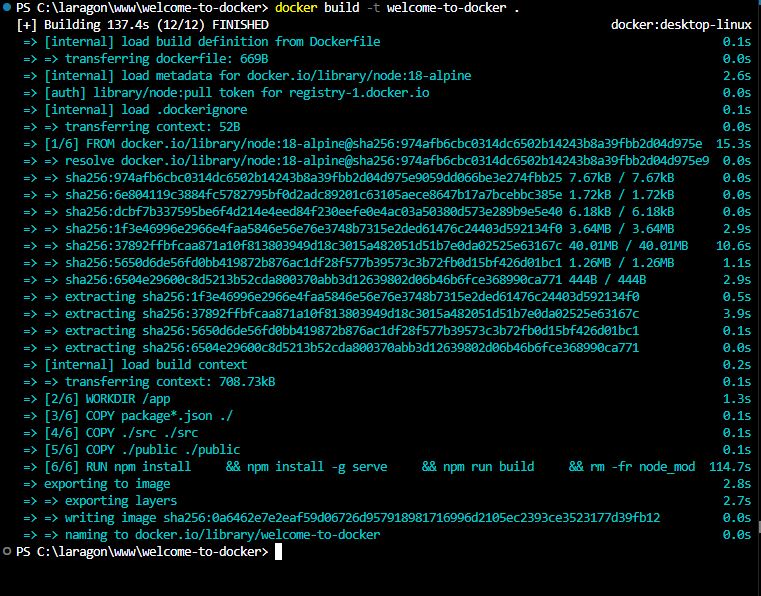 PS C:\laragon\www\welcome-to-docker> docker build -t welcome-to-docker .
[+] Building 137.4s (12/12) FINISHED docker:desktop-linux
=> [internal] load build definition from Dockerfile 0.1s
=> => transferring dockerfile: 669B 0.0s
=> [internal] load metadata for docker.io/library/node:18-alpine 2.6s
=> [auth] library/node:pull token for registry-1.docker.io 0.0s
=> [internal] load .dockerignore 0.1s
=> => transferring context: 52B 0.0s
=> [1/6] FROM docker.io/library/node:18-alpine@sha256:974afb6cbc0314dc6502b14243b8a39fbb2d04d975e 15.3s
=> => resolve docker.io/library/node:18-alpine@sha256:974afb6cbc0314dc6502b14243b8a39fbb2d04d975e9 0.0s
=> => sha256:974afb6cbc0314dc6502b14243b8a39fbb2d04d975e9059dd066be3e274fbb25 7.67kB / 7.67kB 0.0s
=> => sha256:6e804119c3884fc5782795bf0d2adc89201c63105aece8647b17a7bcebbc385e 1.72kB / 1.72kB 0.0s
=> => sha256:dcbf7b337595be6f4d214e4eed84f230eefe0e4ac03a50380d573e289b9e5e40 6.18kB / 6.18kB 0.0s
=> => sha256:1f3e46996e2966e4faa5846e56e76e3748b7315e2ded61476c24403d592134f0 3.64MB / 3.64MB 2.9s
=> => sha256:37892ffbfcaa871a10f813803949d18c3015a482051d51b7e0da02525e63167c 40.01MB / 40.01MB 10.6s
=> => sha256:5650d6de56fd0bb419872b876ac1df28f577b39573c3b72fb0d15bf426d01bc1 1.26MB / 1.26MB 1.1s
=> => sha256:6504e29600c8d5213b52cda800370abb3d12639802d06b46b6fce368990ca771 444B / 444B 2.9s
=> => extracting sha256:1f3e46996e2966e4faa5846e56e76e3748b7315e2ded61476c24403d592134f0 0.5s
=> => extracting sha256:37892ffbfcaa871a10f813803949d18c3015a482051d51b7e0da02525e63167c 3.9s
=> => extracting sha256:5650d6de56fd0bb419872b876ac1df28f577b39573c3b72fb0d15bf426d01bc1 0.1s
=> => extracting sha256:6504e29600c8d5213b52cda800370abb3d12639802d06b46b6fce368990ca771 0.0s
=> [internal] load build context 0.2s
=> => transferring context: 708.73kB 0.1s
=> [2/6] WORKDIR /app 1.3s
=> [3/6] COPY package*.json ./ 0.1s
=> [4/6] COPY ./src ./src 0.1s
=> [5/6] COPY ./public ./public 0.1s
=> [6/6] RUN npm install && npm install -g serve && npm run build && rm -fr node_mod 114.7s
=> exporting to image 2.8s
=> => exporting layers 2.7s
=> => writing image sha256:0a6462e7e2eaf59d06726d957918981716996d2105ec2393ce3523177d39fb12 0.0s
=> => naming to docker.io/library/welcome-to-docker 0.0s
PS C:\laragon\www\welcome-to-docker>